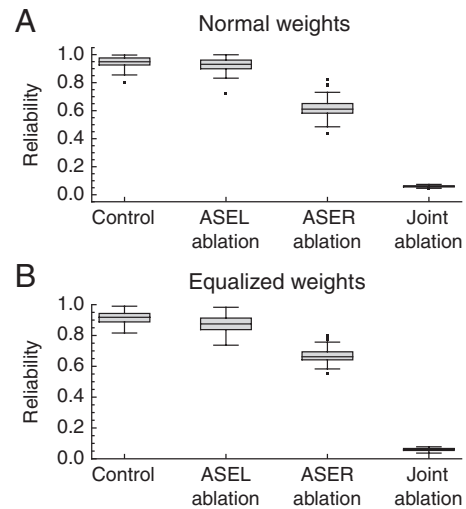 A
Normal weights
Reliability
1.0
0.8
0.6
0.4
0.2
0.0
Control
ASEL ablation
ASER ablation
Joint ablation
B
Equalized weights
Reliability
1.0
0.8
0.6
0.4
0.2
0.0
Control
ASEL ablation
ASER ablation
Joint ablation